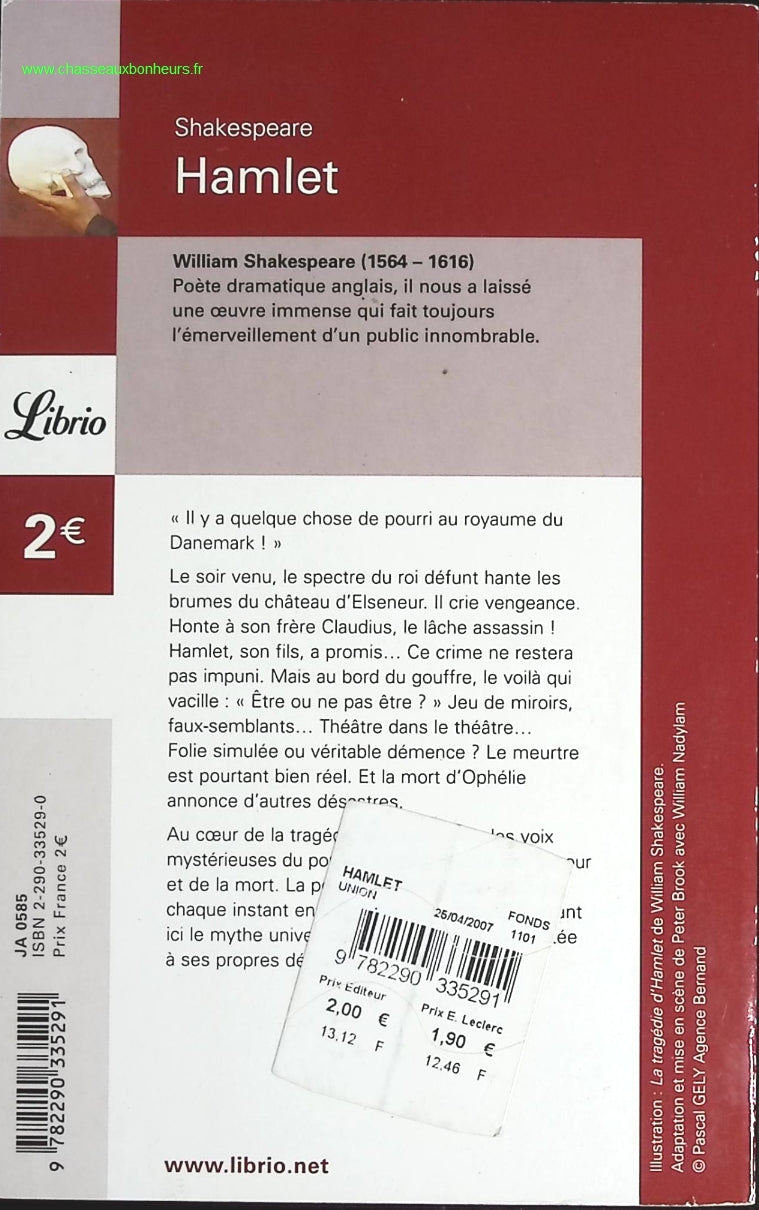 www.chasseauxbonheurs.fr
Shakespeare
Hamlet
William Shakespeare (1564 – 1616)
Poète dramatique anglais, il nous a laissé
une œuvre immense qui fait toujours
l'émerveillement d'un public innombrable.
Librio
2€
« Il y a quelque chose de pourri au royaume du
Danemark ! »
Le soir venu, le spectre du roi défunt hante les
brumes du château d'Elseneur. Il crie vengeance.
Honte à son frère Claudius, le lâche assassin !
Hamlet, son fils, a promis... Ce crime ne restera
pas impuni. Mais au bord du gouffre, le voilà qui
vacille : « Être ou ne pas être ? » Jeu de miroirs,
faux-semblants... Théâtre dans le théâtre...
Folie simulée ou véritable démence ? Le meurtre
est pourtant bien réel. Et la mort d'Ophélie
annonce d'autres désastres.
Au cœur de la voix
mystérieuses du
et de la mort. La
chaque instant
ici le mythe
à ses propres
HAMLET
UNION
25/04/2007
FONDS
1101
9 782290 335291
Prix Editeur
2,00 €
13.12 F
Prix E. Leclerc
1,90 €
12.46 F
www.librio.net
JA 0585
ISBN 2-290-33529-0
Prix France 2€
9 782290 335291
Illustration : La tragédie d'Hamlet de William Shakespeare.
Adaptation et mise en scène de Peter Brook avec William Nadylam
© Pascal GELY Agence Bernand